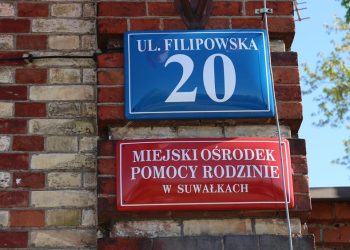 UL. FILIPOWSKA
20
MIEJSKI OŚRODEK
POMOCY RODZINIE
W SUWAŁKACH